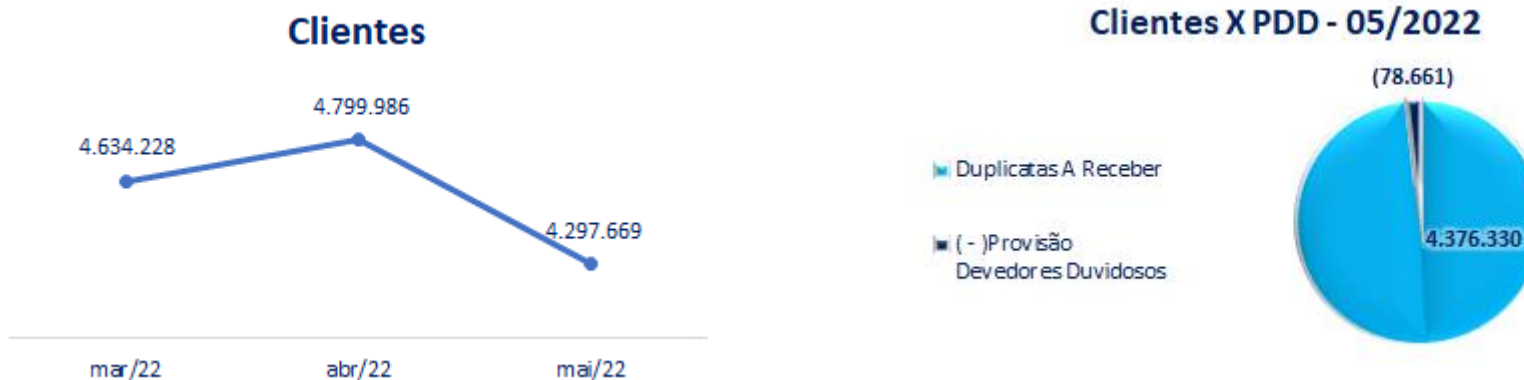 Clientes
4.634.228
4.799.986
4.297.669
mar/22
abr/22
mai/22
Clientes X PDD - 05/2022
(78.661)
Duplicatas A Receber
( - )Provisão
Devedores Duvidosos
4.376.330